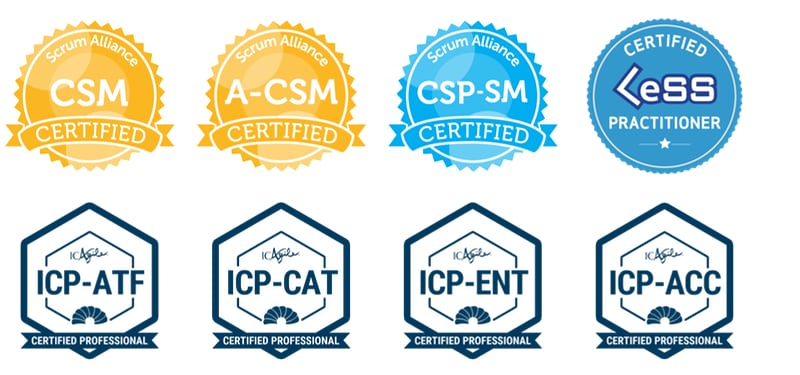 Scrum Alliance
CSM
CERTIFIED
Scrum Alliance
A-CSM
CERTIFIED
Scrum Alliance
CSP-SM
CERTIFIED
CERTIFIED
LeSS
PRACTITIONER
ICAgile
ICP-ATF
CERTIFIED PROFESSIONAL
ICAgile
ICP-CAT
CERTIFIED PROFESSIONAL
ICAgile
ICP-ENT
CERTIFIED PROFESSIONAL
ICAgile
ICP-ACC
CERTIFIED PROFESSIONAL